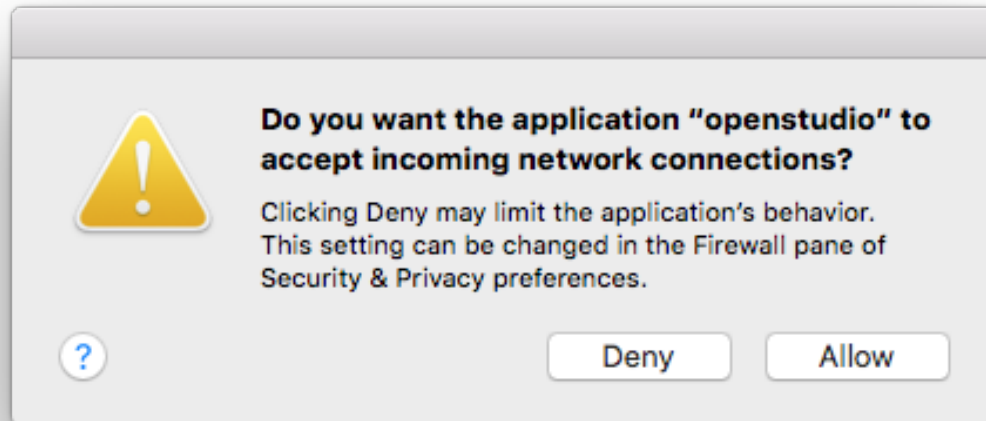 Do you want the application “openstudio” to
accept incoming network connections?
Clicking Deny may limit the application’s behavior.
This setting can be changed in the Firewall pane of
Security & Privacy preferences.
?
Deny
Allow